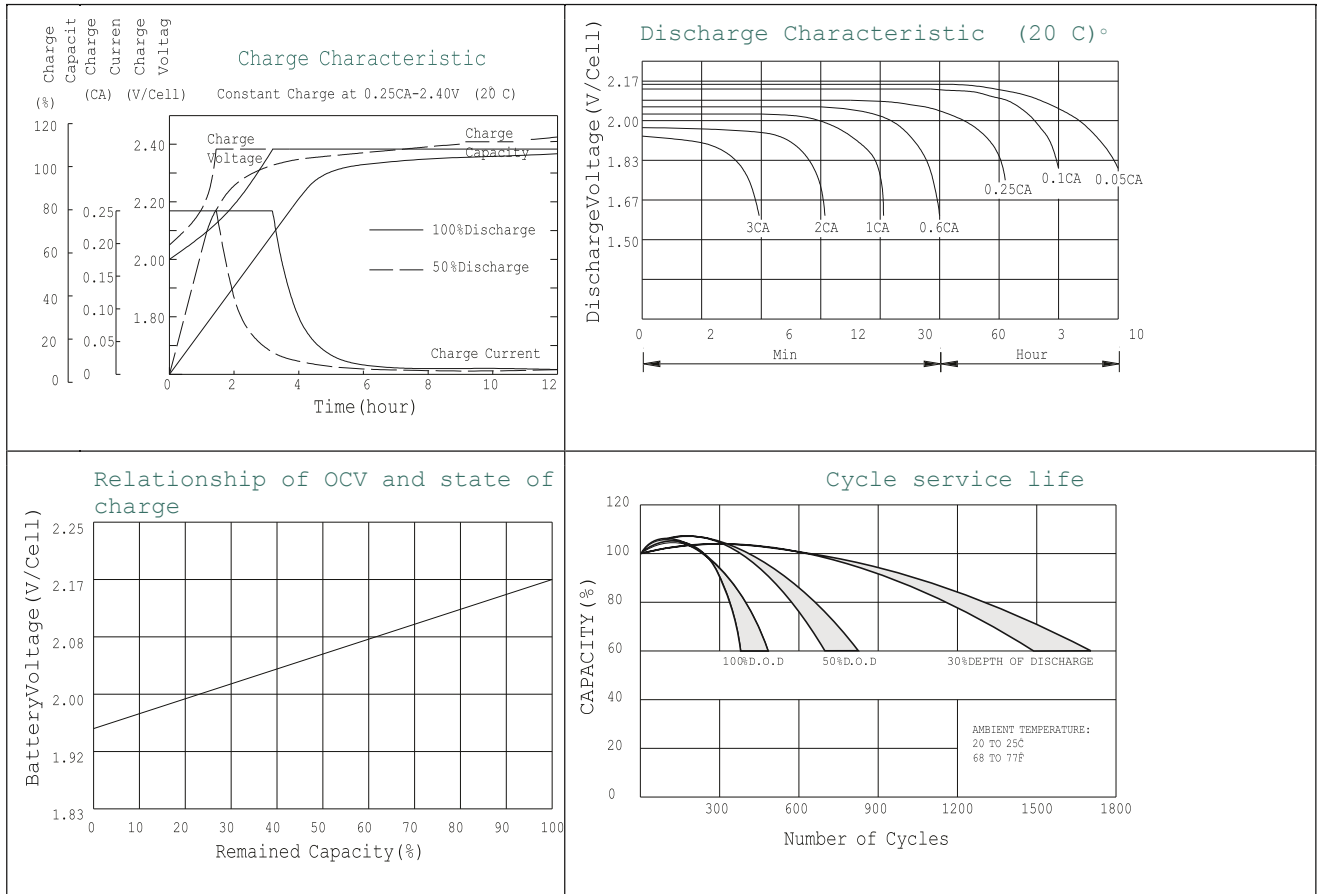 Charge
Capacit
Charge
Curren
Charge
Voltag
(%)
(CA)
(V/Cell)
Charge Characteristic
Constant Charge at 0.25CA-2.40V (20°C)
120
100
80
60
40
20
0
0.25
0.20
0.15
0.10
0.05
0
2.40
2.20
2.00
1.80
Charge
Voltage
Charge
Capacity
100%Discharge
50%Discharge
Charge Current
0 2 4 6 8 10 12
Time(hour)
Discharge Characteristic (20 C)°
DischargeVoltage(V/Cell)
2.17
2.00
1.83
1.67
1.50
3CA 2CA 1CA 0.6CA 0.25CA 0.1CA 0.05CA
0 2 6 12 30 60 3 10
Min Hour
Relationship of OCV and state of
charge
BatteryVoltage(V/Cell)
2.25
2.17
2.08
2.00
1.92
1.83
0 10 20 30 40 50 60 70 80 90 100
Remained Capacity(%)
Cycle service life
CAPACITY(%)
120
100
80
60
40
20
0
100%D.O.D 50%D.O.D 30%DEPTH OF DISCHARGE
AMBIENT TEMPERATURE:
20 TO 25°C
68 TO 77°F
300 600 900 1200 1500 1800
Number of Cycles